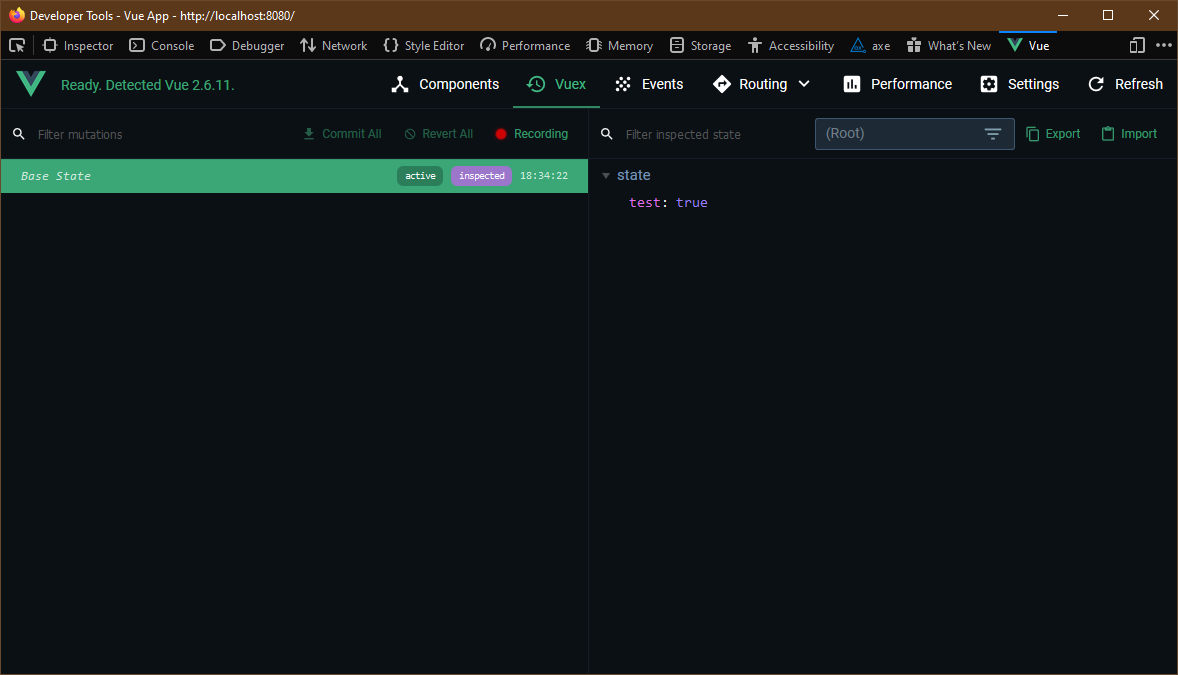 Developer Tools - Vue App - http://localhost:8080/
Inspector Console Debugger Network Style Editor Performance Memory Storage Accessibility axe What's New Vue
Ready. Detected Vue 2.6.11. Components Vuex Events Routing Performance Settings Refresh
Filter mutations Commit All Revert All Recording Filter inspected state (Root) Export Import
Base State active inspected 18:34:22
state
test: true